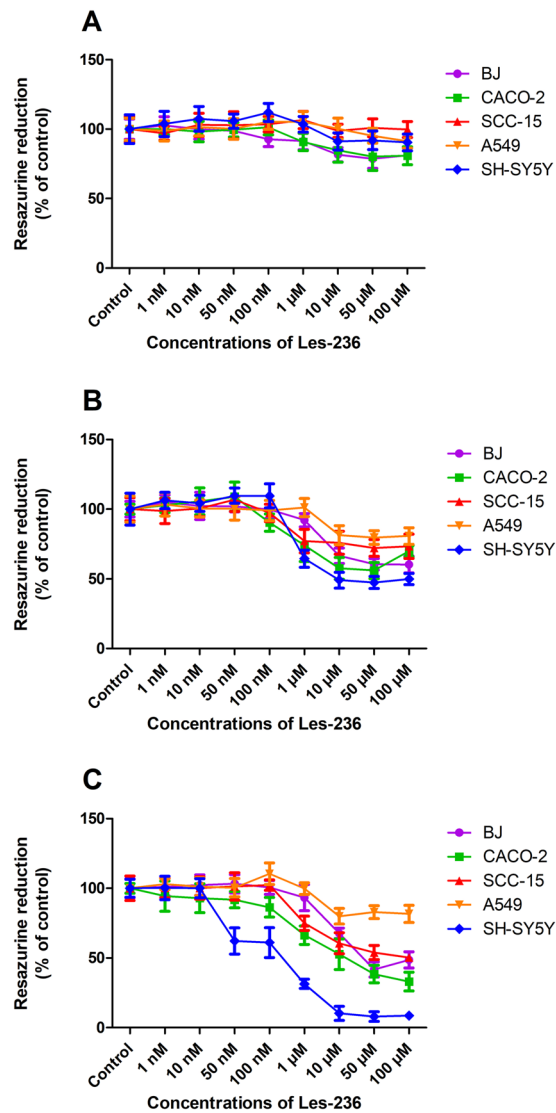 A
Resazurine reduction
(% of control)
150
100
50
0
Control
1 nM
10 nM
50 nM
100 nM
1 µM
10 µM
50 µM
100 µM
Concentrations of Les-236
BJ
CACO-2
SCC-15
A549
SH-SY5Y
B
Resazurine reduction
(% of control)
150
100
50
0
Control
1 nM
10 nM
50 nM
100 nM
1 µM
10 µM
50 µM
100 µM
Concentrations of Les-236
BJ
CACO-2
SCC-15
A549
SH-SY5Y
C
Resazurine reduction
(% of control)
150
100
50
0
Control
1 nM
10 nM
50 nM
100 nM
1 µM
10 µM
50 µM
100 µM
Concentrations of Les-236
BJ
CACO-2
SCC-15
A549
SH-SY5Y